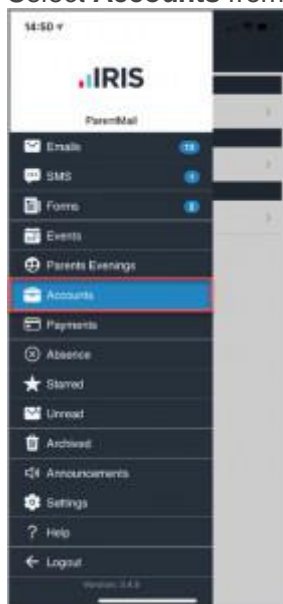 Select Accounts from
14:50
IRIS
ParentMail
Emails
SMS
Forms
Events
Parents Evenings
Accounts
Payments
Absence
Starred
Unread
Archived
Announcements
Settings
? Help
Logout